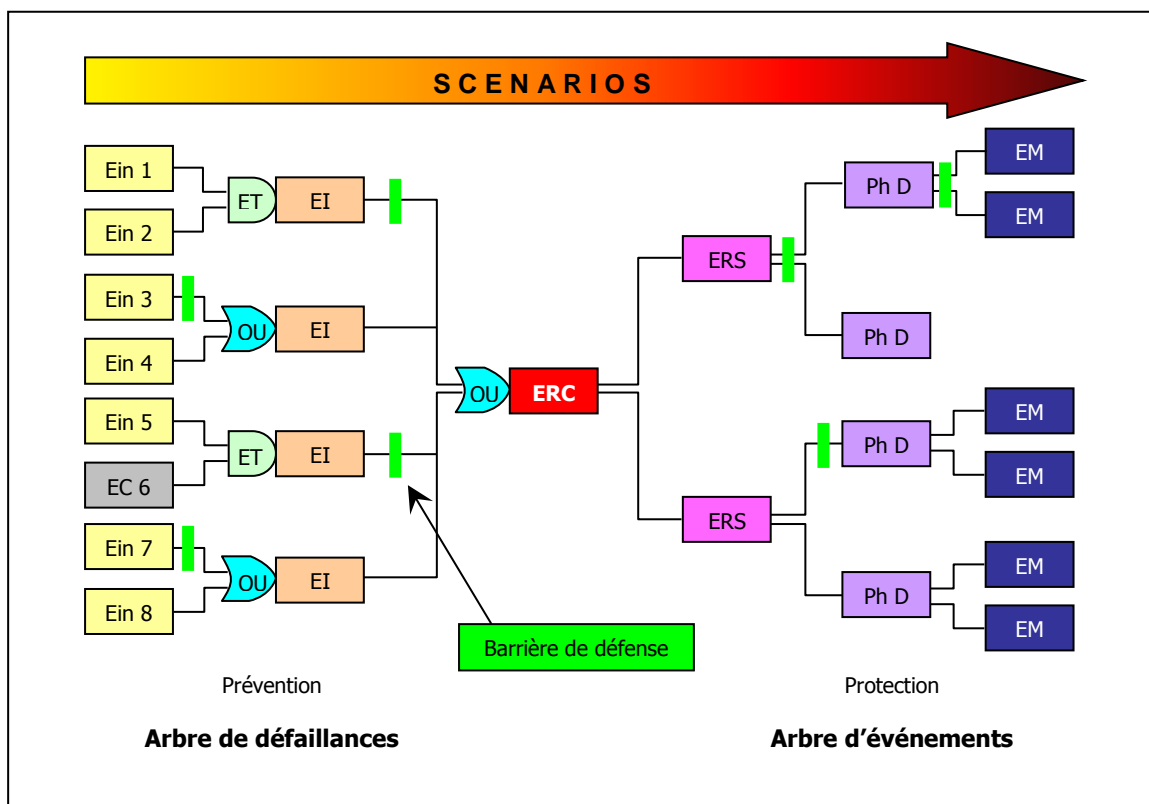 SCENARIOS
Ein 1
ET
EI
Ein 2
Ein 3
OU
EI
Ein 4
Ein 5
ET
EI
EC 6
Ein 7
OU
EI
Ein 8
OU
ERC
ERS
Ph D
EM
EM
Ph D
ERS
Ph D
EM
EM
Ph D
EM
EM
Barrière de défense
Prévention
Protection
Arbre de défaillances
Arbre d'événements